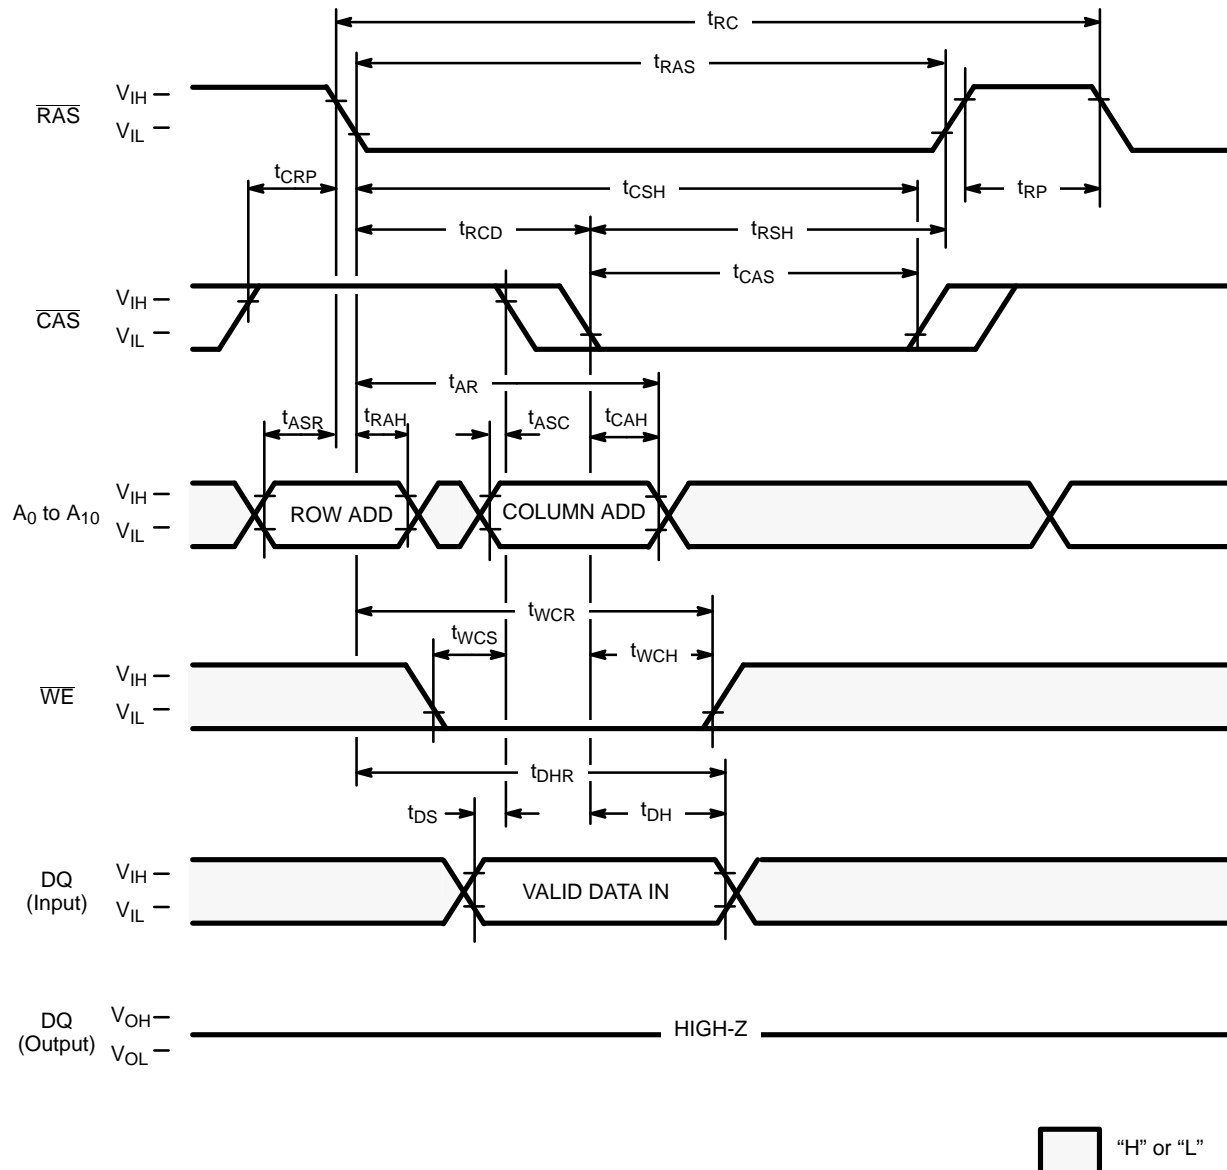 tRC
tRAS
RAS
VIH
VIL
tCRP
tCSH
tRP
tRCD
tRSH
tCAS
CAS
VIH
VIL
tAR
tASR
tRAH
tASC
tCAH
A0 to A10
VIH
VIL
ROW ADD
COLUMN ADD
tWCR
tWCS
tWCH
WE
VIH
VIL
tDHR
tDS
tDH
DQ
(Input)
VIH
VIL
VALID DATA IN
DQ
(Output)
VOH
VOL
HIGH-Z
“H” or “L”